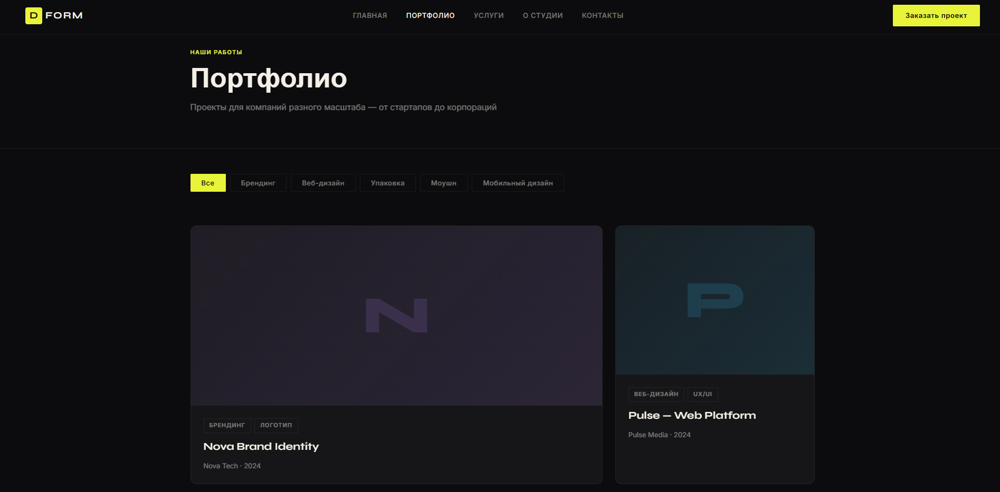 D FORM
ГЛАВНАЯ ПОРТФОЛИО УСЛУГИ О СТУДИИ КОНТАКТЫ
Заказать проект
НАШИ РАБОТЫ
Портфолио
Проекты для компаний разного масштаба — от стартапов до корпораций
Все Брендинг Веб-дизайн Упаковка Моушн Мобильный дизайн
N
БРЕНДИНГ ЛОГОТИП
Nova Brand Identity
Nova Tech · 2024
P
ВЕБ-ДИЗАЙН UX/UI
Pulse — Web Platform
Pulse Media · 2024